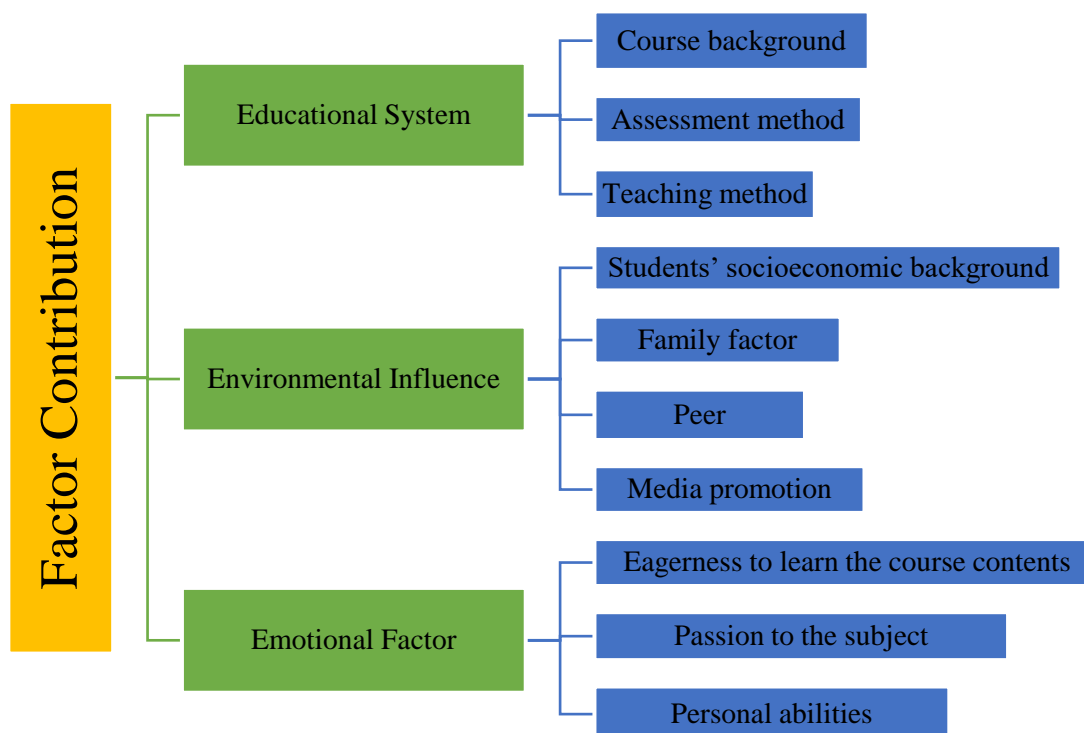 Factor Contribution
Educational System
Course background
Assessment method
Teaching method
Environmental Influence
Students’ socioeconomic background
Family factor
Peer
Media promotion
Emotional Factor
Eagerness to learn the course contents
Passion to the subject
Personal abilities